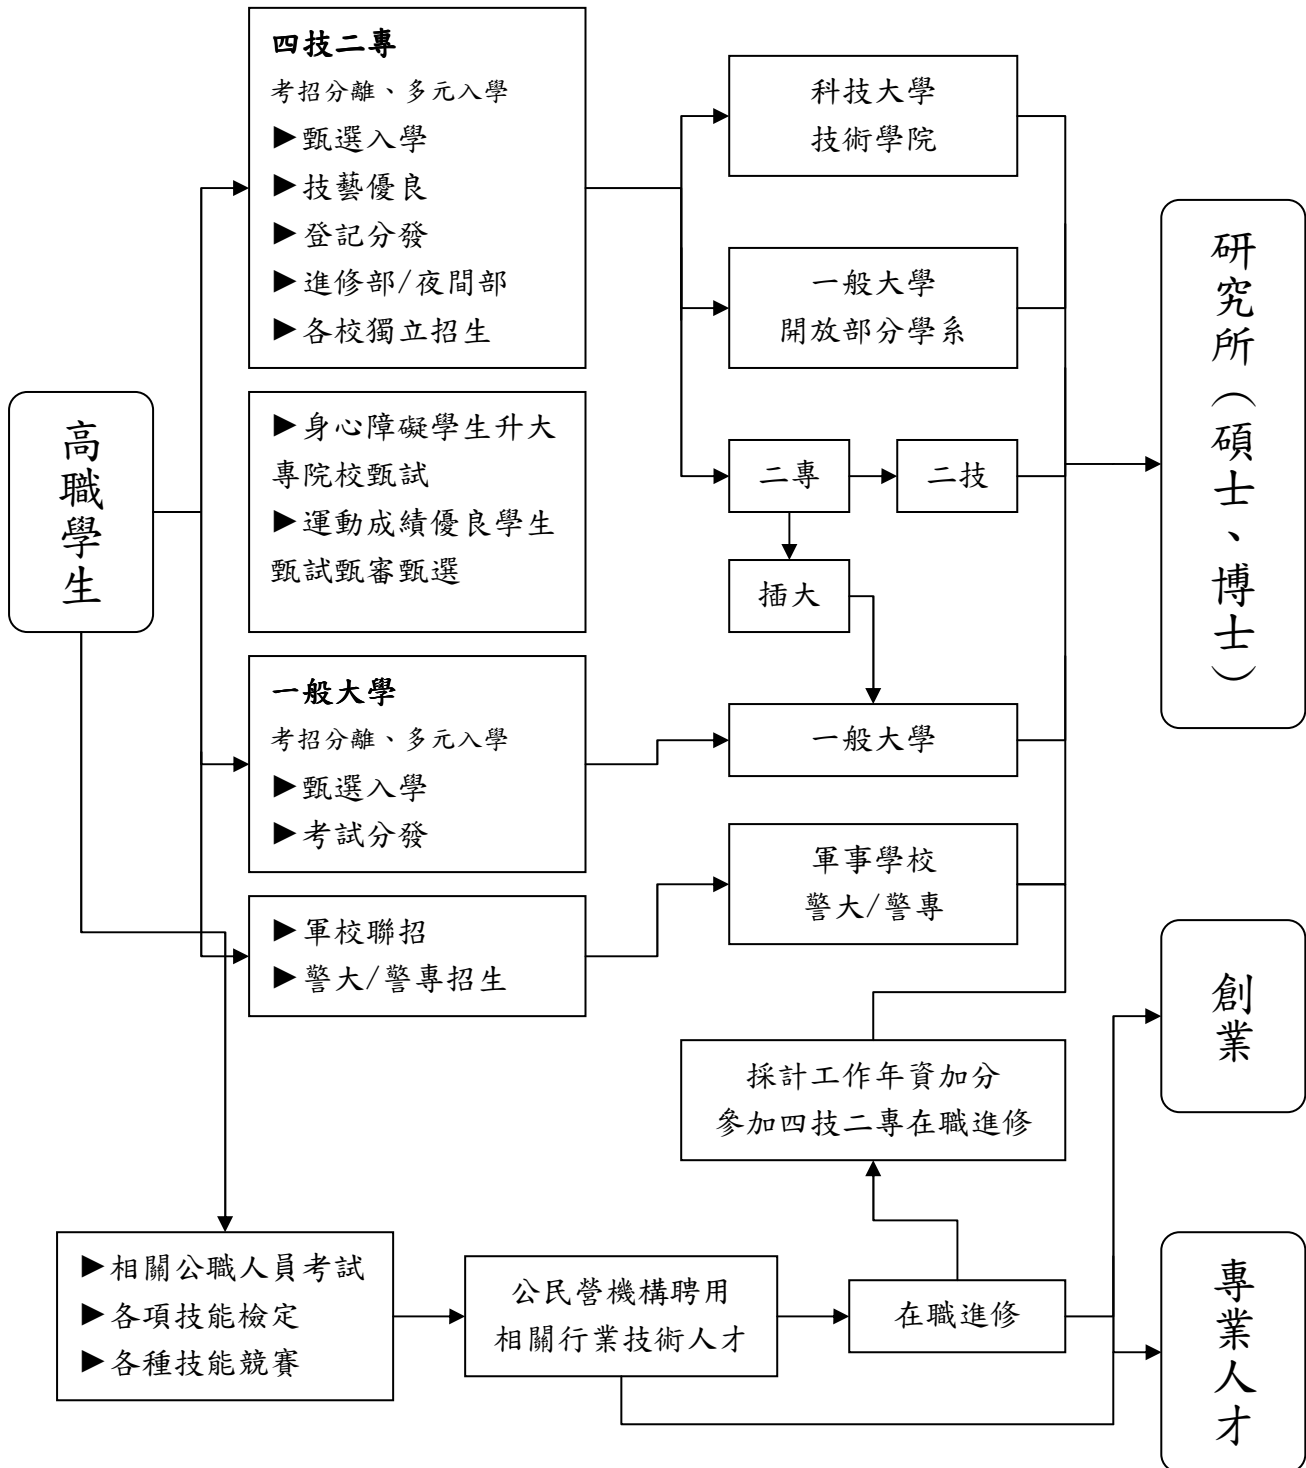 高職學生
四技二專
考招分離、多元入學
▶甄選入學
▶技藝優良
▶登記分發
▶進修部/夜間部
▶各校獨立招生
▶身心障礙學生升大
專院校甄試
▶運動成績優良學生
甄試甄審甄選
一般大學
考招分離、多元入學
▶甄選入學
▶考試分發
▶軍校聯招
▶警大/警專招生
科技大學
技術學院
一般大學
開放部分學系
二專
二技
插大
一般大學
軍事學校
警大/警專
採計工作年資加分
參加四技二專在職進修
▶相關公職人員考試
▶各項技能檢定
▶各種技能競賽
公民營機構聘用
相關行業技術人才
在職進修
研究所（碩士、博士）
創業
專業人才